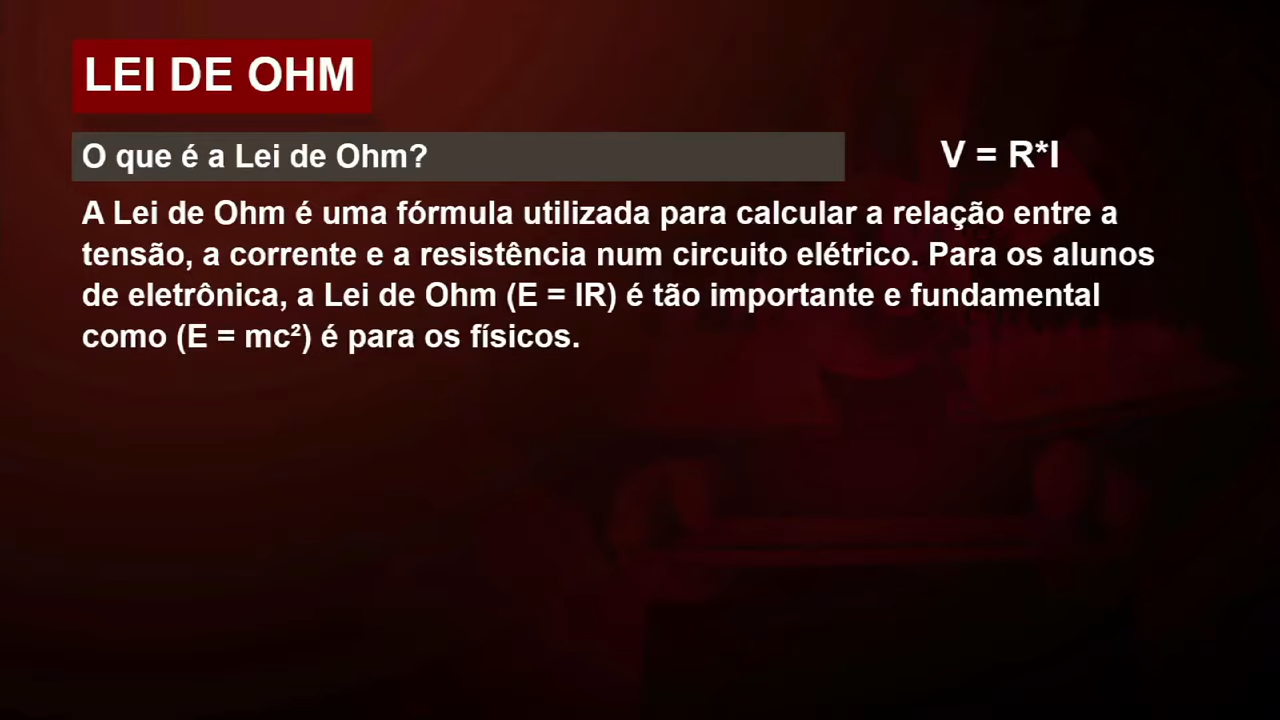 LEI DE OHM
O que é a Lei de Ohm?
V = R*I
A Lei de Ohm é uma fórmula utilizada para calcular a relação entre a
tensão, a corrente e a resistência num circuito elétrico. Para os alunos
de eletrônica, a Lei de Ohm (E = IR) é tão importante e fundamental
como (E = mc²) é para os físicos.